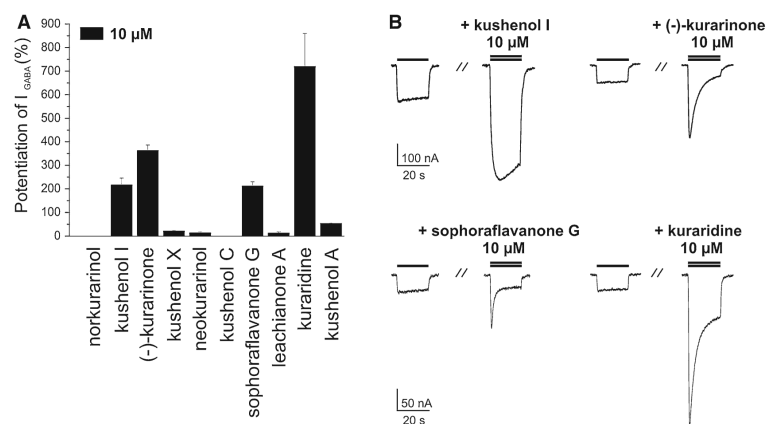 A
Potentiation of I GABA (%)
900
800
700
600
500
400
300
200
100
0
10 µM
norkurarinol
kushenol I
(-)-kurarinone
kushenol X
neokurarinol
kushenol C
sophoraflavanone G
leachianone A
kuraridine
kushenol A
B
+ kushenol I
10 µM
//
100 nA
20 s
+ (-)-kurarinone
10 µM
//
+ sophoraflavanone G
10 µM
//
50 nA
20 s
+ kuraridine
10 µM
//